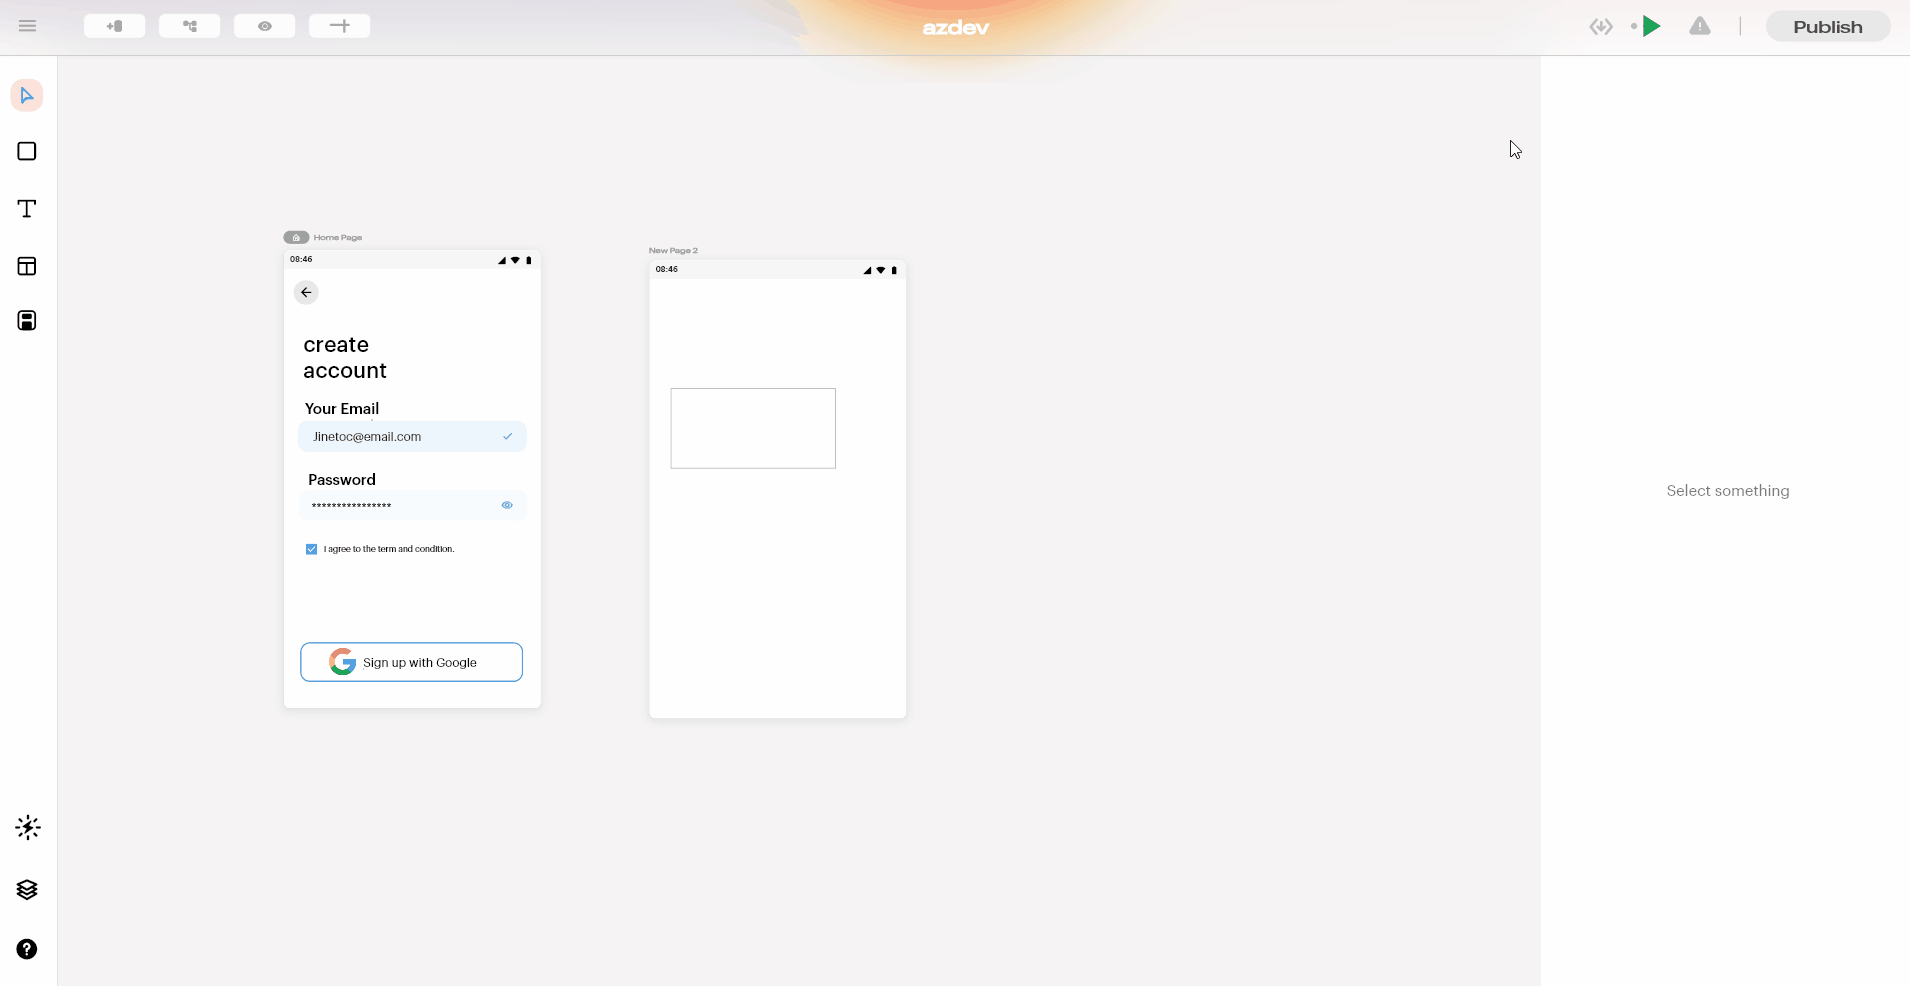 azdev
Publish
Home Page
08:46
create
account
Your Email
Jinetoc@email.com
Password
****************
I agree to the term and condition.
Sign up with Google
New Page 2
08:46
Select something